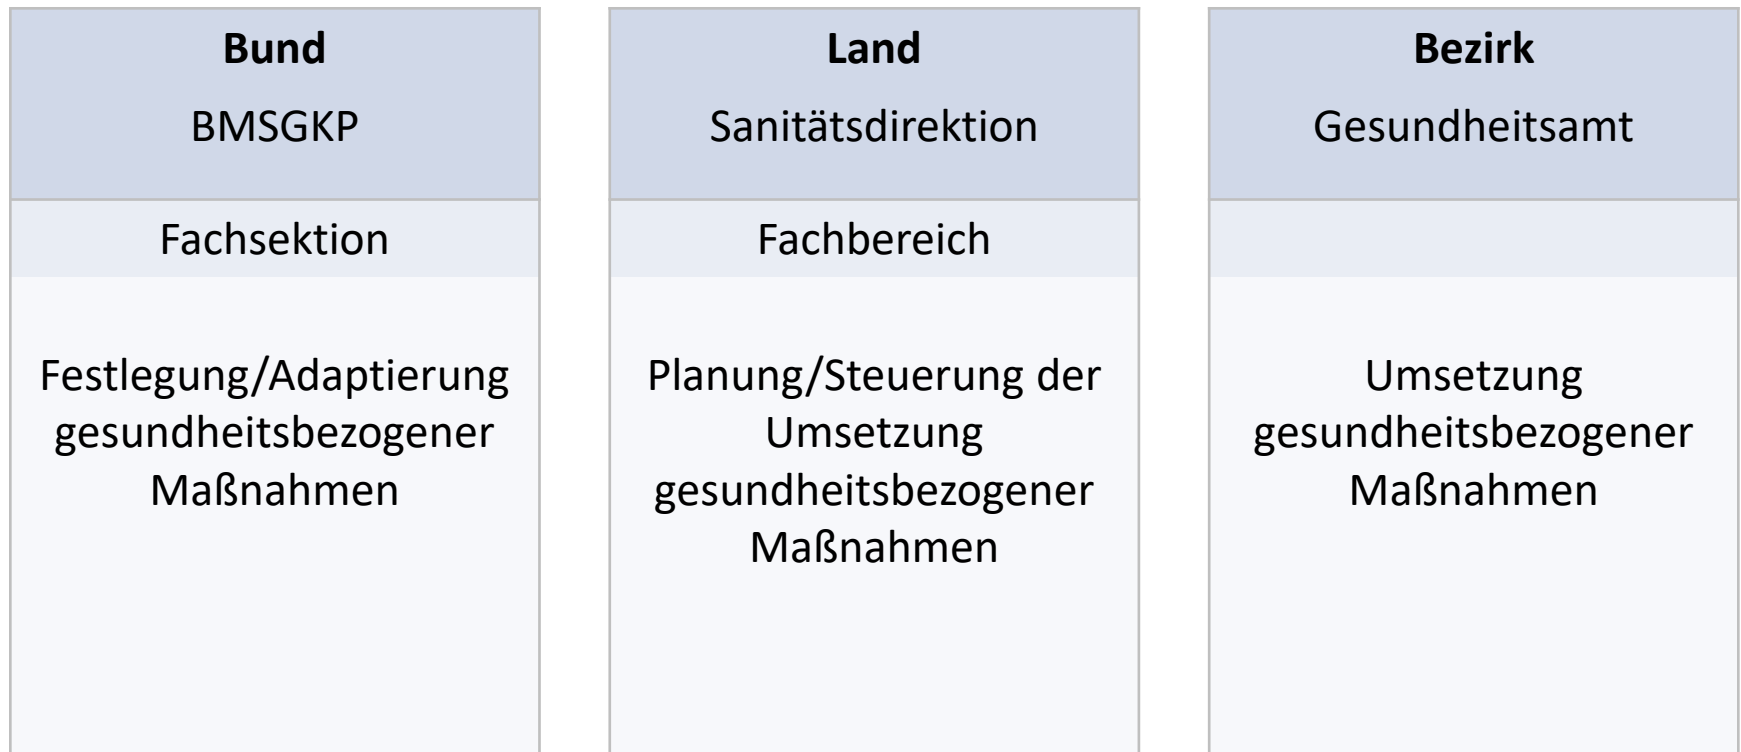 Bund
BMSGKP
Fachsektion
Festlegung/Adaptierung
gesundheitsbezogener
Maßnahmen
Land
Sanitätsdirektion
Fachbereich
Planung/Steuerung der
Umsetzung
gesundheitsbezogener
Maßnahmen
Bezirk
Gesundheitsamt
Umsetzung
gesundheitsbezogener
Maßnahmen